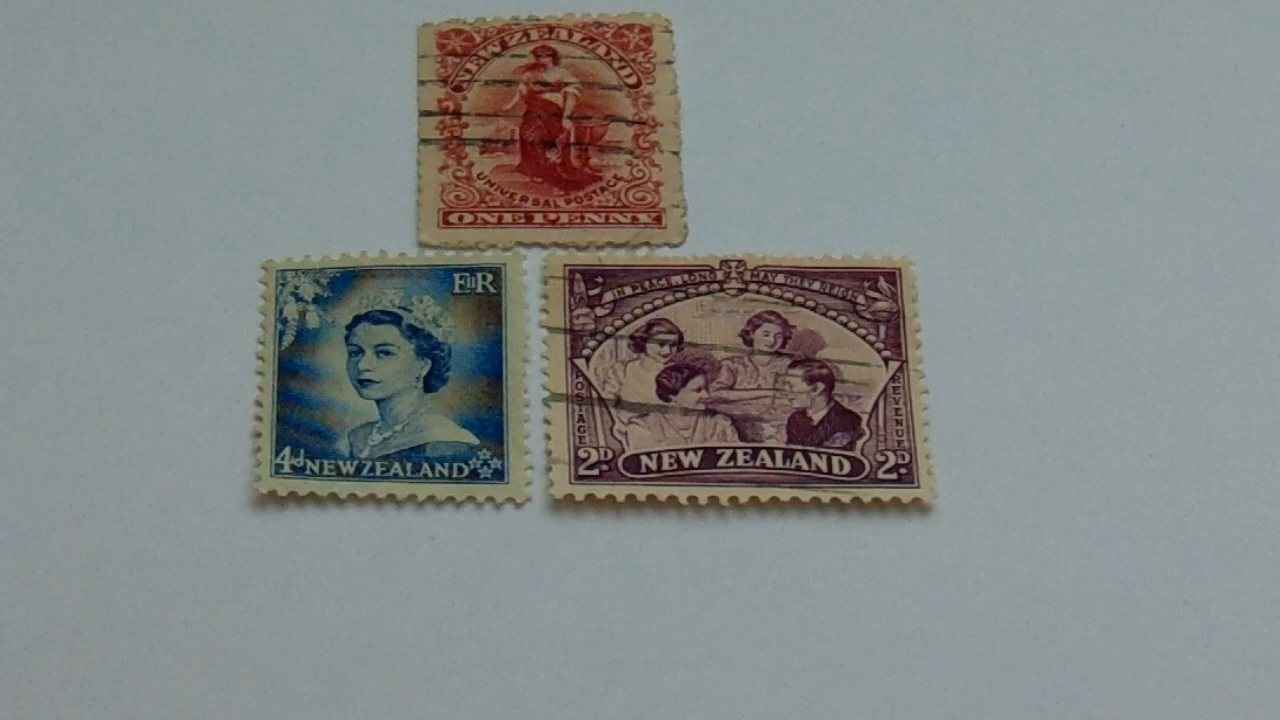 NEW ZEALAND
UNIVERSAL POSTAGE
ONE PENNY
EIIR
4d NEW ZEALAND
IN PEACE, LONG MAY THEY REIGN
POSTAGE
REVENUE
2D
NEW ZEALAND
2D